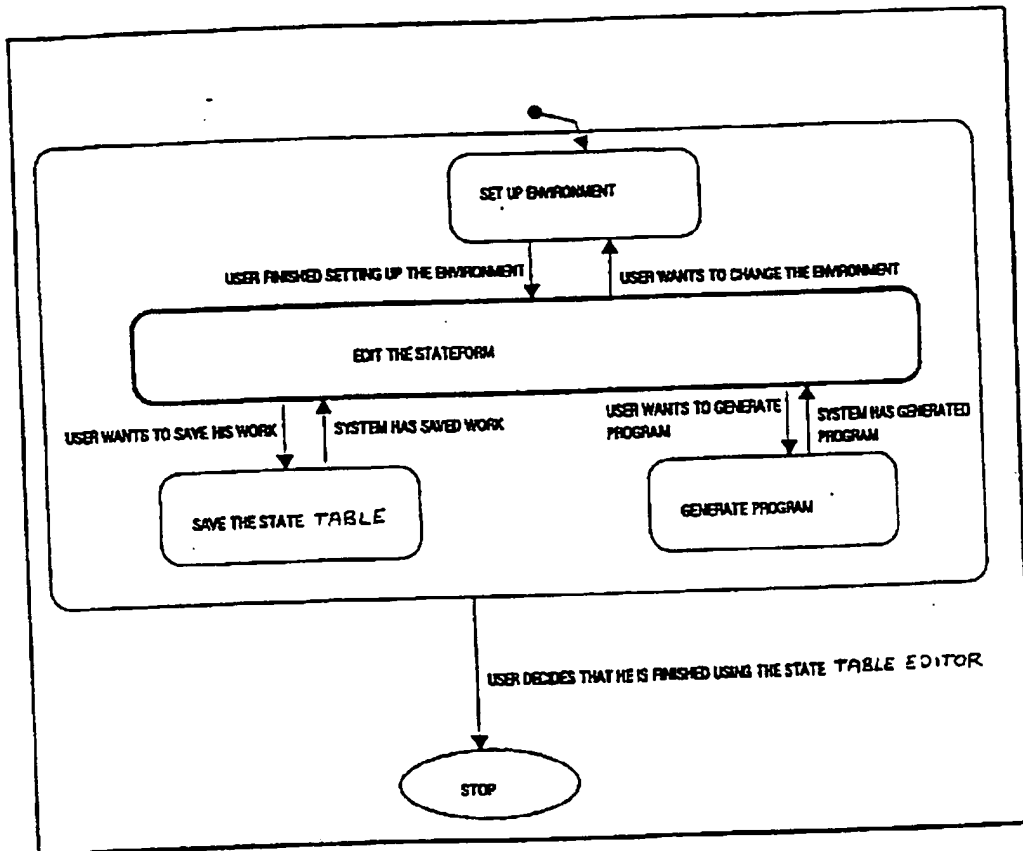 SET UP ENVIRONMENT
USER FINISHED SETTING UP THE ENVIRONMENT
USER WANTS TO CHANGE THE ENVIRONMENT
EDIT THE STATEFORM
USER WANTS TO SAVE HIS WORK
SYSTEM HAS SAVED WORK
USER WANTS TO GENERATE
PROGRAM
SYSTEM HAS GENERATED
PROGRAM
SAVE THE STATE TABLE
GENERATE PROGRAM
USER DECIDES THAT HE IS FINISHED USING THE STATE TABLE EDITOR
STOP